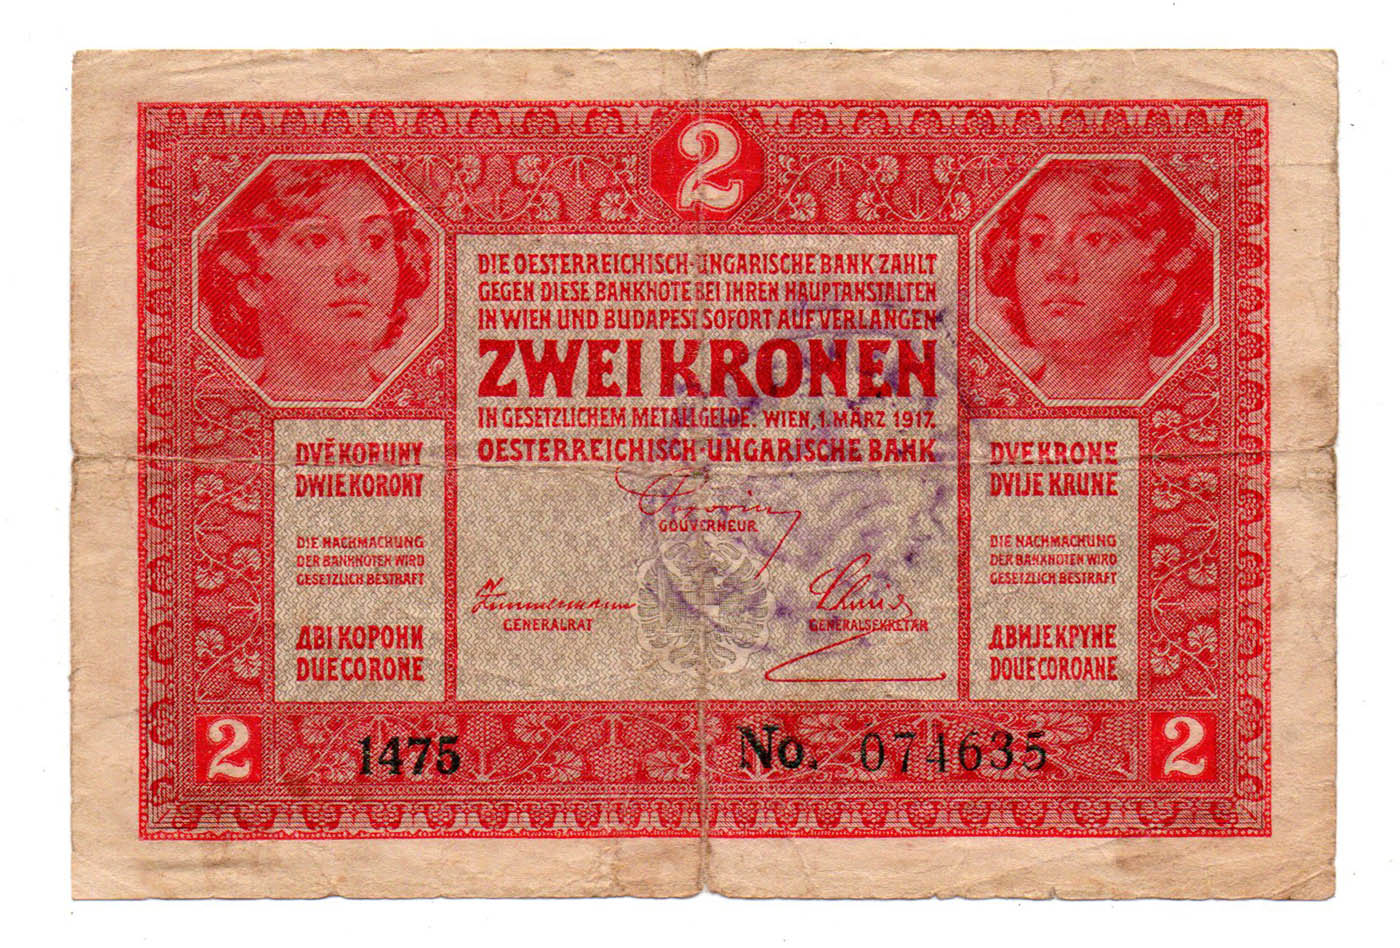 2
DIE OESTERREICHISCH-UNGARISCHE BANK ZAHLT
GEGEN DIESE BANKNOTE BEI IHREN HAUPTANSTALTEN
IN WIEN UND BUDAPEST SOFORT AUF VERLANGEN
ZWEI KRONEN
IN GESETZLICHEM METALLGELDE. WIEN, 1. MÄRZ 1917.
OESTERREICHISCH-UNGARISCHE BANK
Popovics
GOUVERNEUR
Zimmermann
GENERALRAT
Schmid
GENERALSEKRETÄR
DVĚ KORUNY
DWIE KORONY
DIE NACHMACHUNG
DER BANKNOTEN WIRD
GESETZLICH BESTRAFT
ДВІ КОРОНИ
DUE CORONE
DVE KRONE
DVIJE KRUNE
DIE NACHMACHUNG
DER BANKNOTEN WIRD
GESETZLICH BESTRAFT
ДВИЈЕ КРУНЕ
DOUE COROANE
2
1475
No. 074635
2